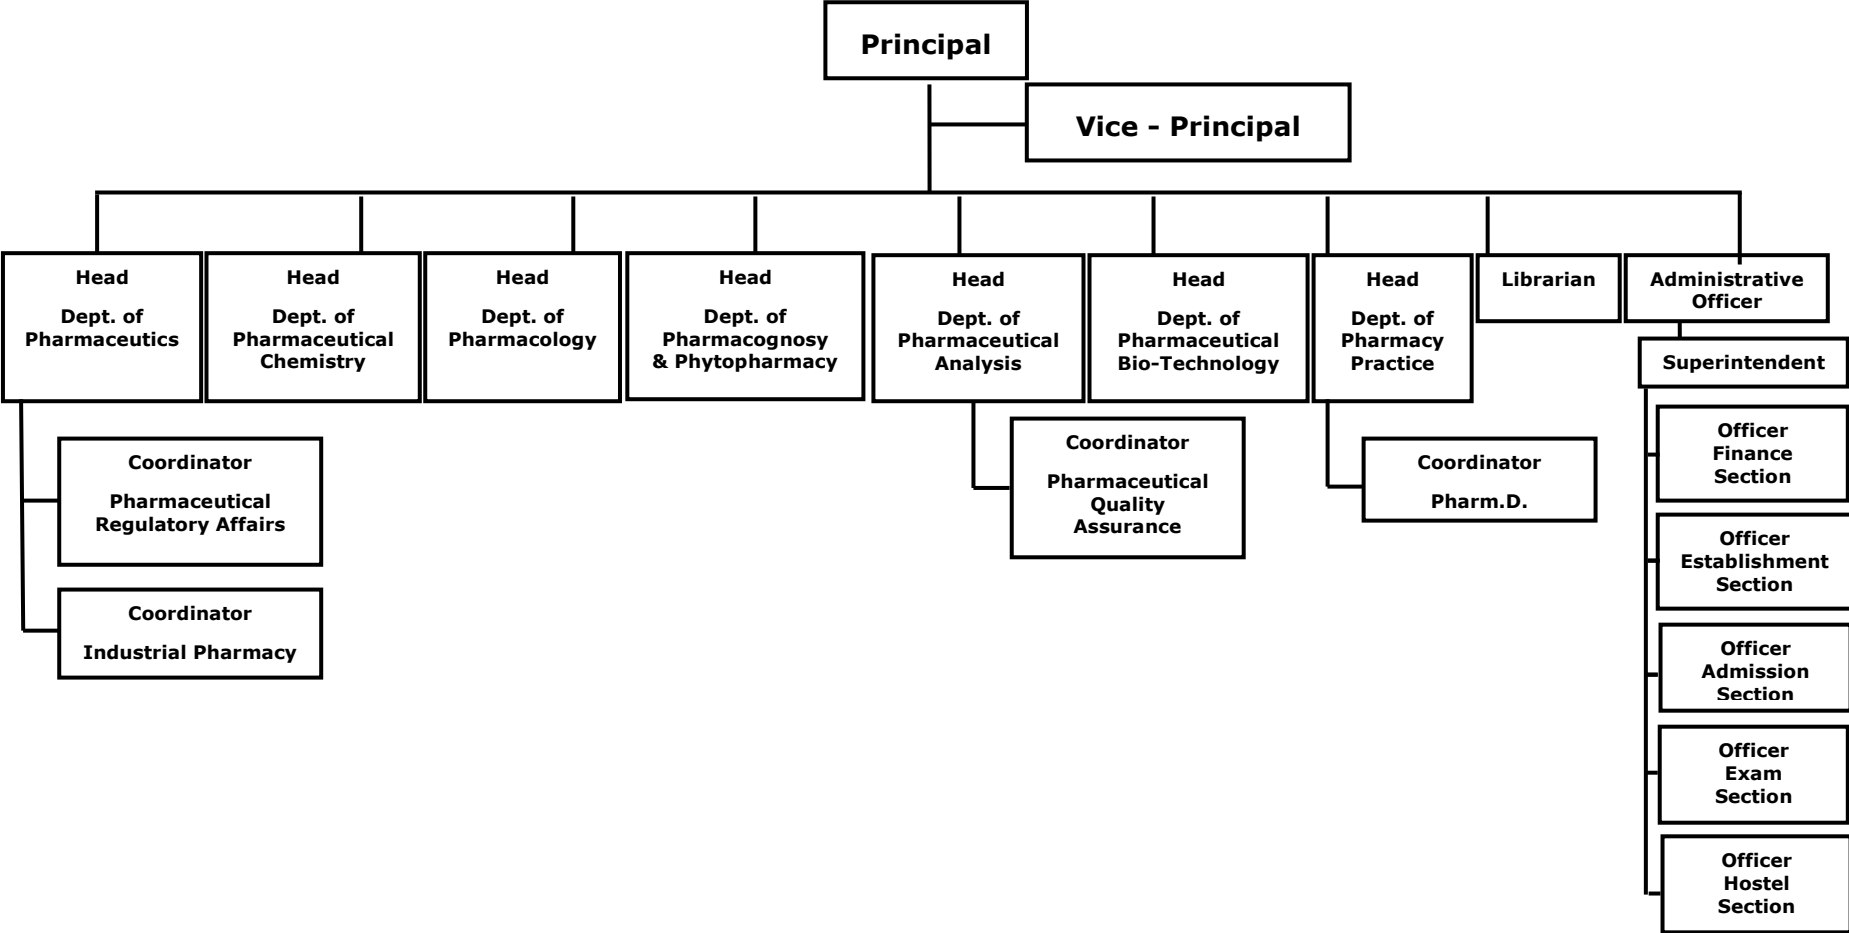 Principal
Vice - Principal
Head
Dept. of
Pharmaceutics
Head
Dept. of
Pharmaceutical
Chemistry
Head
Dept. of
Pharmacology
Head
Dept. of
Pharmacognosy
& Phytopharmacy
Head
Dept. of
Pharmaceutical
Analysis
Head
Dept. of
Pharmaceutical
Bio-Technology
Head
Dept. of
Pharmacy
Practice
Librarian
Administrative
Officer
Superintendent
Coordinator
Pharmaceutical
Regulatory Affairs
Coordinator
Industrial Pharmacy
Coordinator
Pharmaceutical
Quality
Assurance
Coordinator
Pharm.D.
Officer
Finance
Section
Officer
Establishment
Section
Officer
Admission
Section
Officer
Exam
Section
Officer
Hostel
Section